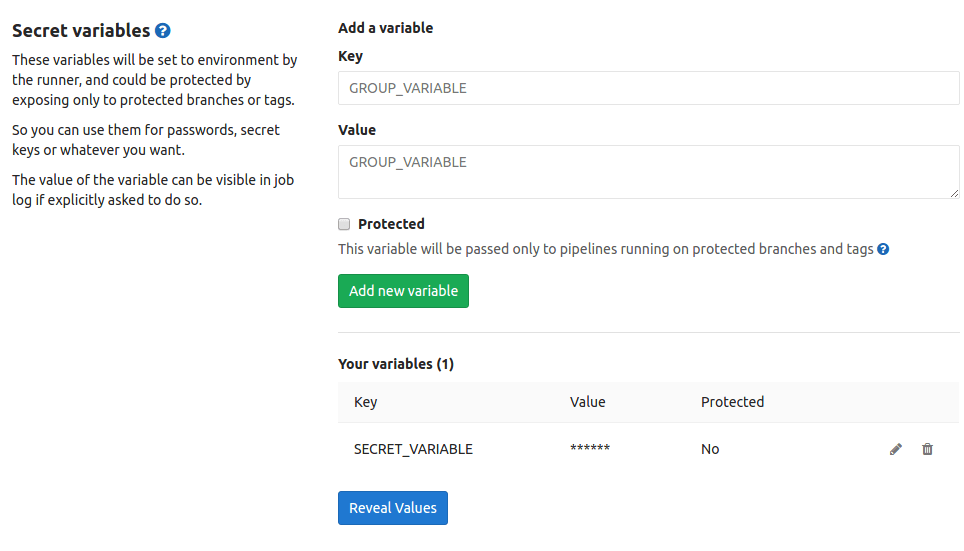 Secret variables
These variables will be set to environment by
the runner, and could be protected by
exposing only to protected branches or tags.
So you can use them for passwords, secret
keys or whatever you want.
The value of the variable can be visible in job
log if explicitly asked to do so.
Add a variable
Key
GROUP_VARIABLE
Value
GROUP_VARIABLE
Protected
This variable will be passed only to pipelines running on protected branches and tags
Add new variable
Your variables (1)
Key Value Protected
SECRET_VARIABLE ****** No
Reveal Values